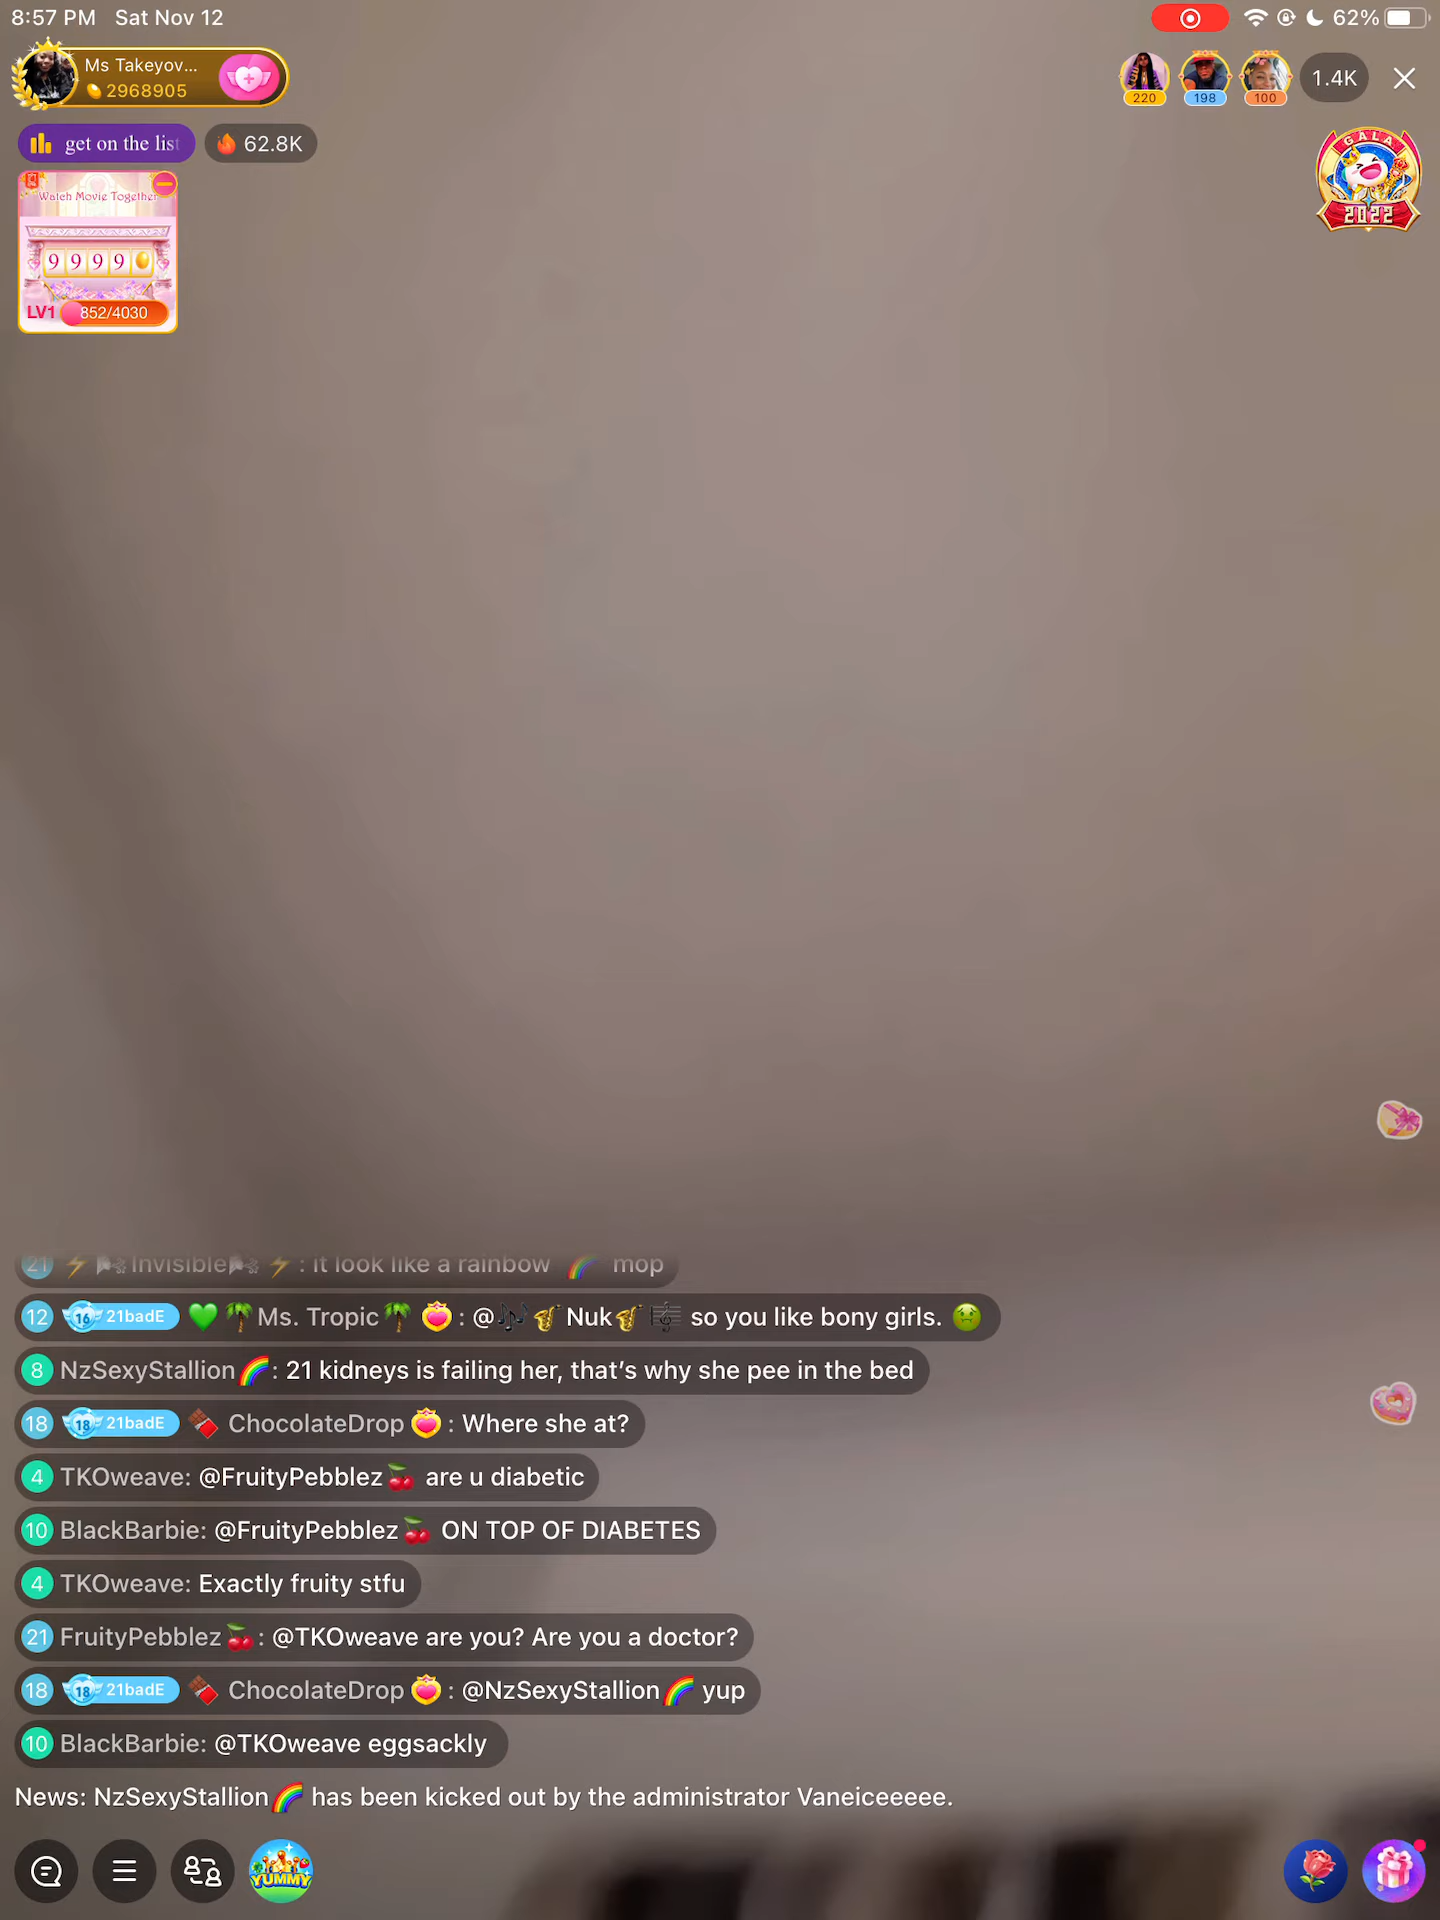 8:57 PM Sat Nov 12
62%
Ms Takeyov...
2968905
220
198
100
1.4K
get on the lis
62.8K
GALA
2022
Watch Movie Together
9 9 9 9
LV1 852/4030
21 ⚡ Invisible ⚡ : it look like a rainbow 🌈 mop
12 16 21badE 💚🌴Ms. Tropic🌴 : @🎶🎷Nuk🎷🎼 so you like bony girls. 🤢
8 NzSexyStallion🌈: 21 kidneys is failing her, that’s why she pee in the bed
18 18 21badE 🍫 ChocolateDrop : Where she at?
4 TKOweave: @FruityPebblez🍒 are u diabetic
10 BlackBarbie: @FruityPebblez🍒 ON TOP OF DIABETES
4 TKOweave: Exactly fruity stfu
21 FruityPebblez🍒: @TKOweave are you? Are you a doctor?
18 18 21badE 🍫 ChocolateDrop : @NzSexyStallion🌈 yup
10 BlackBarbie: @TKOweave eggsackly
News: NzSexyStallion🌈 has been kicked out by the administrator Vaneiceeeee.
YUMMY